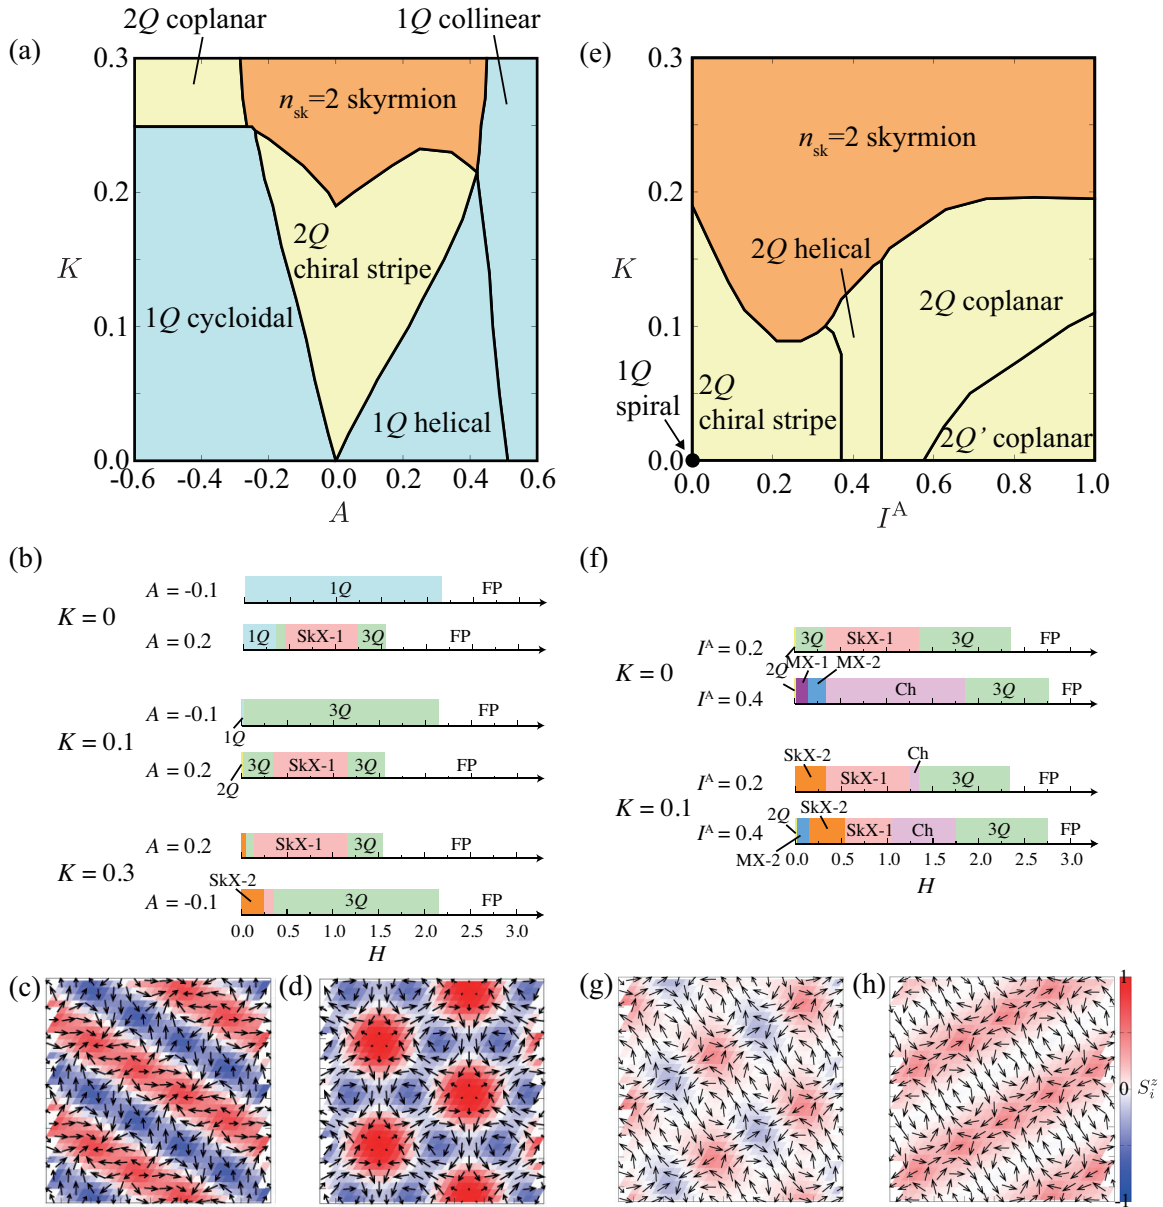 (a)
2Q coplanar
1Q collinear
0.3
0.2
0.1
0.0
K
n_sk=2 skyrmion
2Q
chiral stripe
1Q cycloidal
1Q helical
-0.6 -0.4 -0.2 0.0 0.2 0.4 0.6
A
(e)
0.3
0.2
0.1
0.0
K
n_sk=2 skyrmion
2Q helical
2Q coplanar
1Q
spiral
2Q
chiral stripe
2Q’ coplanar
0.0 0.2 0.4 0.6 0.8 1.0
I^A
(b)
K = 0
A = -0.1 1Q FP
A = 0.2 1Q SkX-1 3Q FP
K = 0.1
A = -0.1 3Q FP
1Q
A = 0.2 3Q SkX-1 3Q FP
2Q
K = 0.3
A = 0.2 SkX-1 3Q FP
SkX-2
A = -0.1 3Q FP
0.0 0.5 1.0 1.5 2.0 2.5 3.0
H
(f)
K = 0
I^A = 0.2 3Q SkX-1 3Q FP
2Q MX-1 MX-2
I^A = 0.4 Ch 3Q FP
K = 0.1
SkX-2 Ch
I^A = 0.2 SkX-1 3Q FP
2Q SkX-2
I^A = 0.4 SkX-1 Ch 3Q FP
MX-2
0.0 0.5 1.0 1.5 2.0 2.5 3.0
H
(c)
(d)
(g)
(h)
1
0
-1
S_i^z